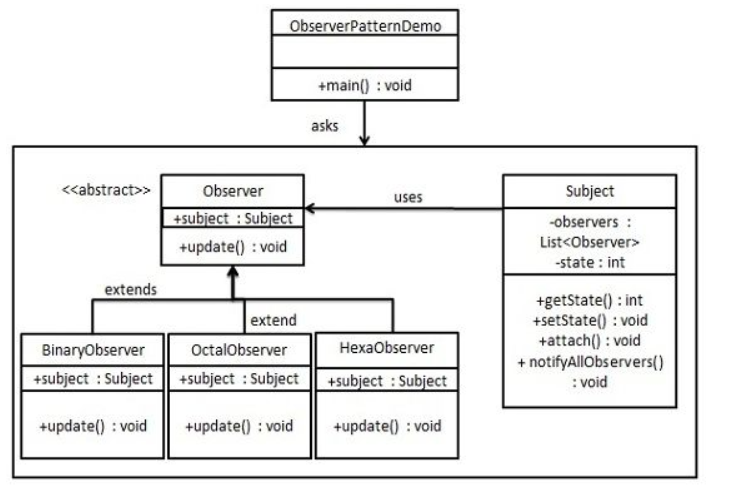 ObserverPatternDemo
+main() : void
asks
<<abstract>>
Observer
+subject : Subject
+update() : void
uses
Subject
-observers :
List<Observer>
-state : int
+getState() : int
+setState() : void
+attach() : void
+ notifyAllObservers()
: void
extends
extend
BinaryObserver
+subject : Subject
+update() : void
OctalObserver
+subject : Subject
+update() : void
HexaObserver
+subject : Subject
+update() : void